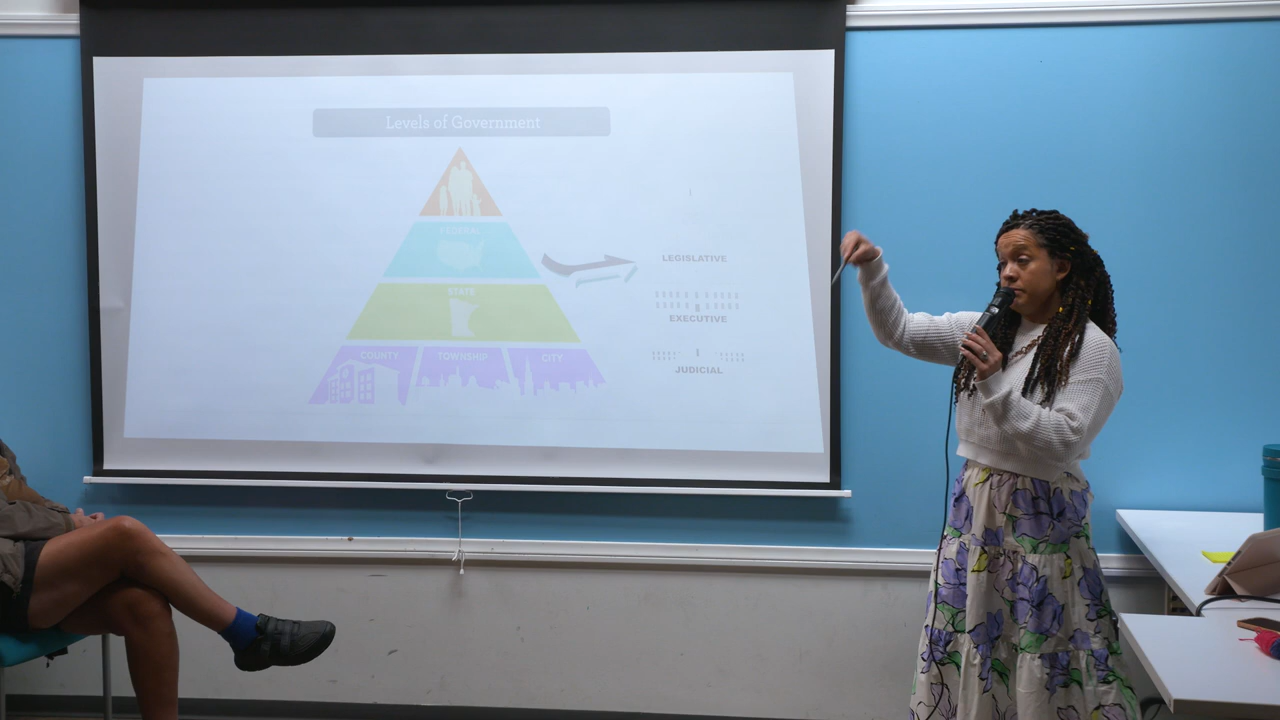 Levels of Government
FEDERAL
STATE
COUNTY TOWNSHIP CITY
LEGISLATIVE
EXECUTIVE
JUDICIAL